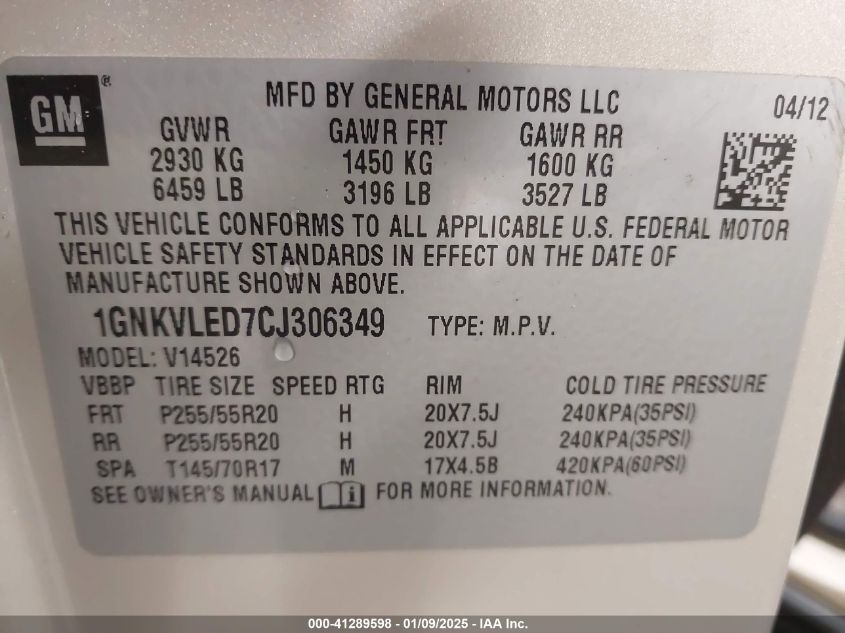 GM ®
MFD BY GENERAL MOTORS LLC 04/12
GVWR GAWR FRT GAWR RR
2930 KG 1450 KG 1600 KG
6459 LB 3196 LB 3527 LB
THIS VEHICLE CONFORMS TO ALL APPLICABLE U.S. FEDERAL MOTOR
VEHICLE SAFETY STANDARDS IN EFFECT ON THE DATE OF
MANUFACTURE SHOWN ABOVE.
1GNKVLED7CJ306349 TYPE: M.P.V.
MODEL: V14526
VBBP TIRE SIZE SPEED RTG RIM COLD TIRE PRESSURE
FRT P255/55R20 H 20X7.5J 240KPA(35PSI)
RR P255/55R20 H 20X7.5J 240KPA(35PSI)
SPA T145/70R17 M 17X4.5B 420KPA(60PSI)
SEE OWNER'S MANUAL i FOR MORE INFORMATION.
000-41289598 - 01/09/2025 - IAA Inc.